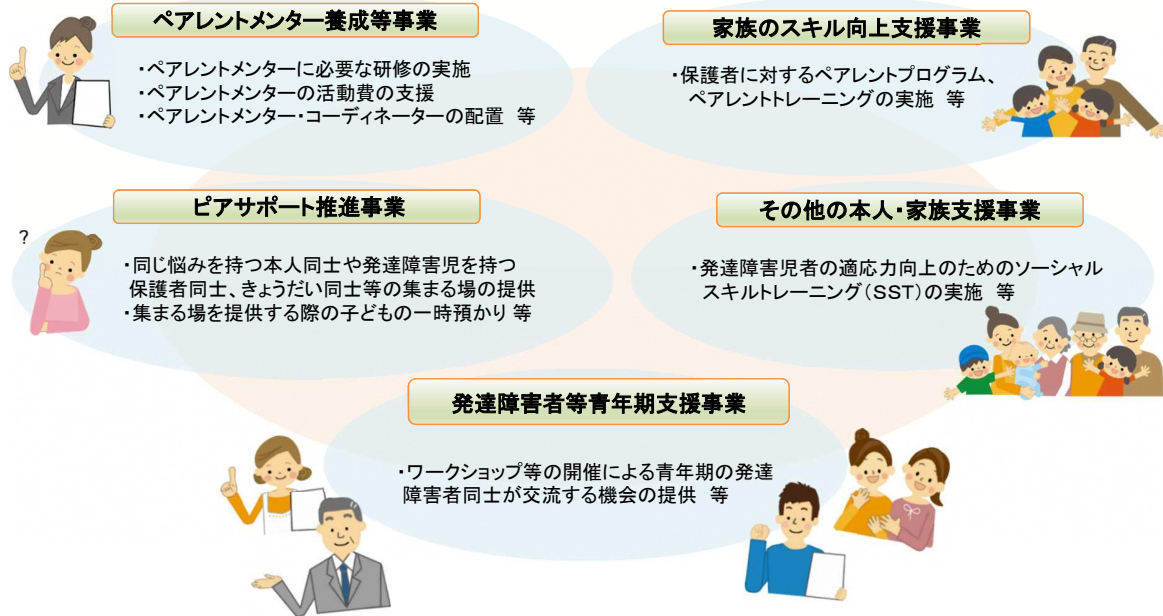 ペアレントメンター養成等事業
・ペアレントメンターに必要な研修の実施
・ペアレントメンターの活動費の支援
・ペアレントメンター・コーディネーターの配置 等
家族のスキル向上支援事業
・保護者に対するペアレントプログラム、
ペアレントトレーニングの実施 等
ピアサポート推進事業
?
・同じ悩みを持つ本人同士や発達障害児を持つ
保護者同士、きょうだい同士等の集まる場の提供
・集まる場を提供する際の子どもの一時預かり 等
その他の本人・家族支援事業
・発達障害児者の適応力向上のためのソーシャル
スキルトレーニング(SST)の実施 等
発達障害者等青年期支援事業
・ワークショップ等の開催による青年期の発達
障害者同士が交流する機会の提供 等